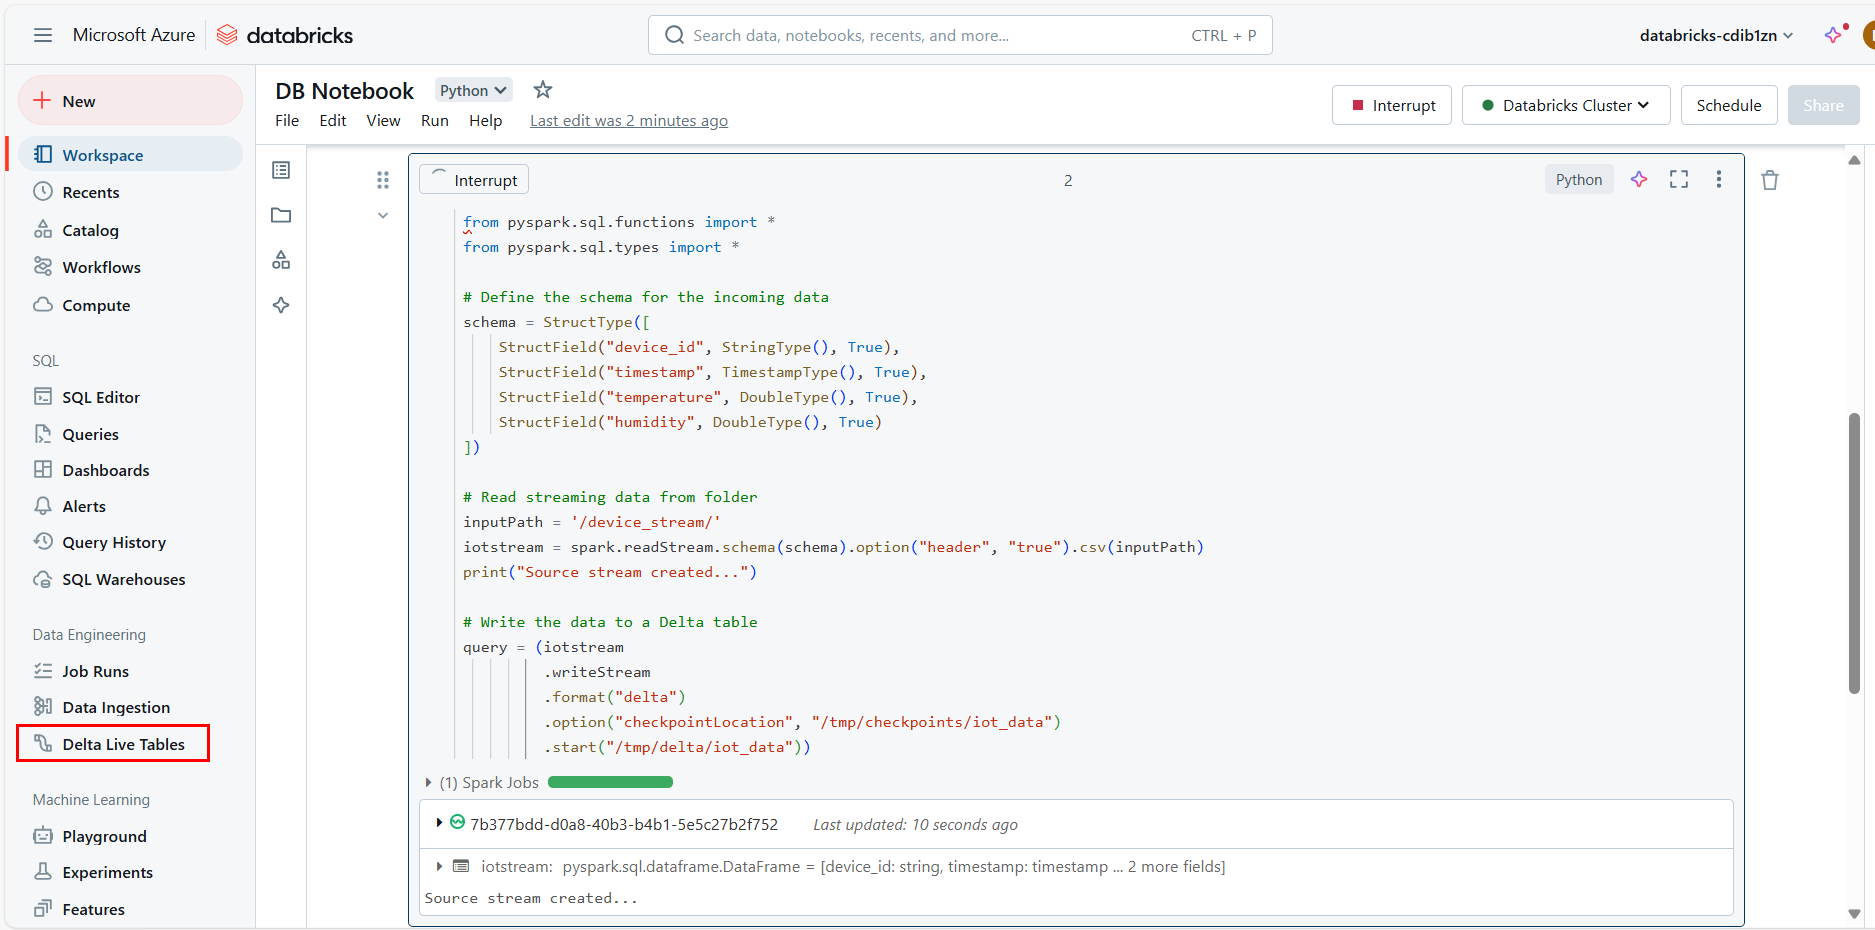 Microsoft Azure databricks
Search data, notebooks, recents, and more... CTRL + P
databricks-cdib1zn
New
Workspace
Recents
Catalog
Workflows
Compute
SQL
SQL Editor
Queries
Dashboards
Alerts
Query History
SQL Warehouses
Data Engineering
Job Runs
Data Ingestion
Delta Live Tables
Machine Learning
Playground
Experiments
Features
DB Notebook Python
File Edit View Run Help Last edit was 2 minutes ago
Interrupt Databricks Cluster Schedule Share
Interrupt 2 Python
from pyspark.sql.functions import *
from pyspark.sql.types import *
# Define the schema for the incoming data
schema = StructType([
StructField("device_id", StringType(), True),
StructField("timestamp", TimestampType(), True),
StructField("temperature", DoubleType(), True),
StructField("humidity", DoubleType(), True)
])
# Read streaming data from folder
inputPath = '/device_stream/'
iotstream = spark.readStream.schema(schema).option("header", "true").csv(inputPath)
print("Source stream created...")
# Write the data to a Delta table
query = (iotstream
.writeStream
.format("delta")
.option("checkpointLocation", "/tmp/checkpoints/iot_data")
.start("/tmp/delta/iot_data"))
(1) Spark Jobs
7b377bdd-d0a8-40b3-b4b1-5e5c27b2f752 Last updated: 10 seconds ago
iotstream: pyspark.sql.dataframe.DataFrame = [device_id: string, timestamp: timestamp ... 2 more fields]
Source stream created...